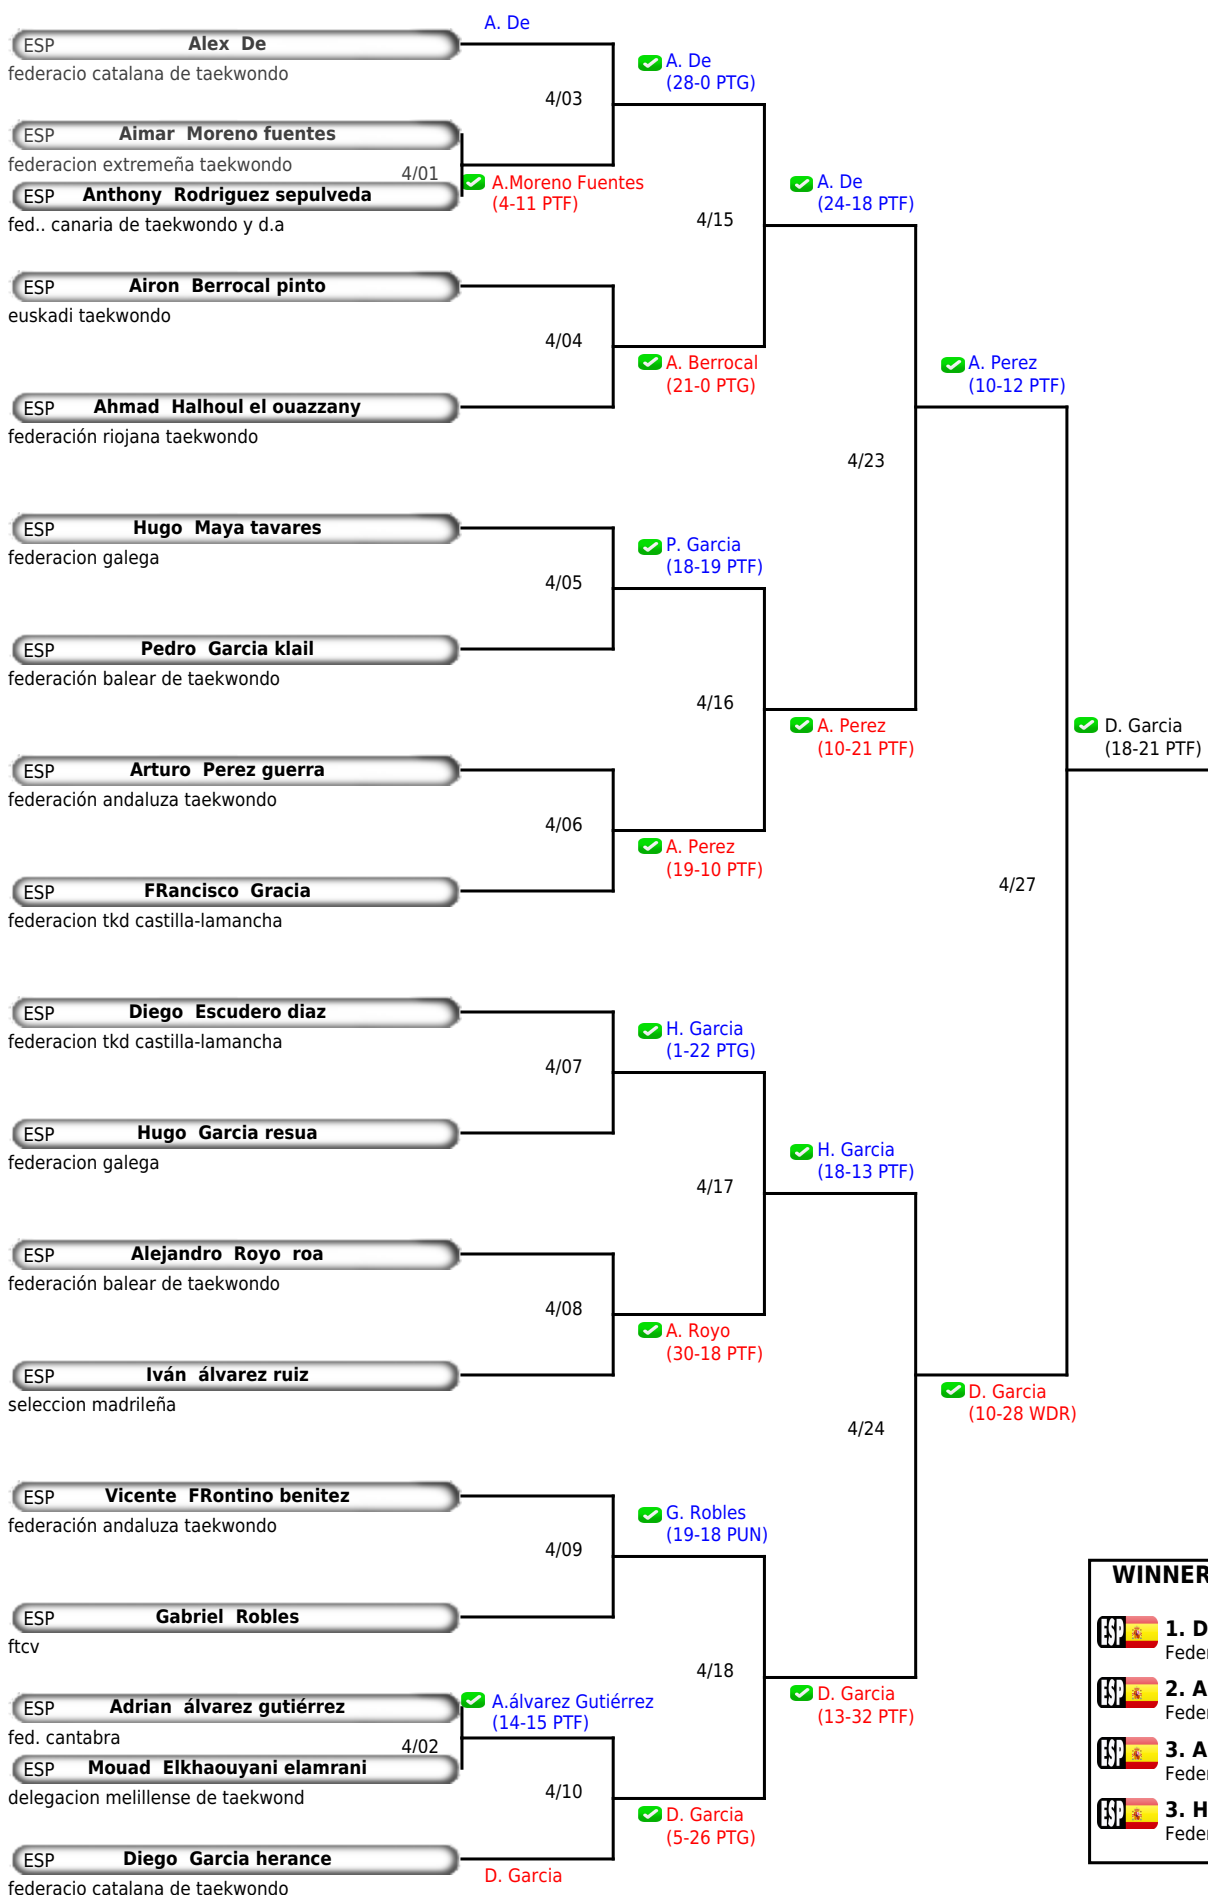 A. De
ESP Alex De
federacio catalana de taekwondo
A. De
(28-0 PTG)
4/03
ESP Aimar Moreno fuentes
federacion extremeña taekwondo
4/01
A.Moreno Fuentes
(4-11 PTF)
ESP Anthony Rodriguez sepulveda
fed.. canaria de taekwondo y d.a
A. De
(24-18 PTF)
4/15
ESP Airon Berrocal pinto
euskadi taekwondo
4/04
A. Berrocal
(21-0 PTG)
A. Perez
(10-12 PTF)
ESP Ahmad Halhoul el ouazzany
federación riojana taekwondo
4/23
ESP Hugo Maya tavares
federacion galega
P. Garcia
(18-19 PTF)
4/05
ESP Pedro Garcia klail
federación balear de taekwondo
4/16
A. Perez
(10-21 PTF)
D. Garcia
(18-21 PTF)
ESP Arturo Perez guerra
federación andaluza taekwondo
4/06
A. Perez
(19-10 PTF)
4/27
ESP FRancisco Gracia
federacion tkd castilla-lamancha
ESP Diego Escudero diaz
federacion tkd castilla-lamancha
H. Garcia
(1-22 PTG)
4/07
ESP Hugo Garcia resua
federacion galega
H. Garcia
(18-13 PTF)
4/17
ESP Alejandro Royo roa
federación balear de taekwondo
4/08
A. Royo
(30-18 PTF)
ESP Iván álvarez ruiz
seleccion madrileña
D. Garcia
(10-28 WDR)
4/24
ESP Vicente FRontino benitez
federación andaluza taekwondo
G. Robles
(19-18 PUN)
4/09
ESP Gabriel Robles
ftcv
4/18
D. Garcia
(13-32 PTF)
ESP Adrian álvarez gutiérrez
fed. cantabra
A.álvarez Gutiérrez
(14-15 PTF)
4/02
ESP Mouad Elkhaouyani elamrani
delegacion melillense de taekwond
4/10
D. Garcia
(5-26 PTG)
ESP Diego Garcia herance
federacio catalana de taekwondo
D. Garcia
WINNER
ESP 1. D
Feder
ESP 2. A
Feder
ESP 3. A
Feder
ESP 3. H
Feder